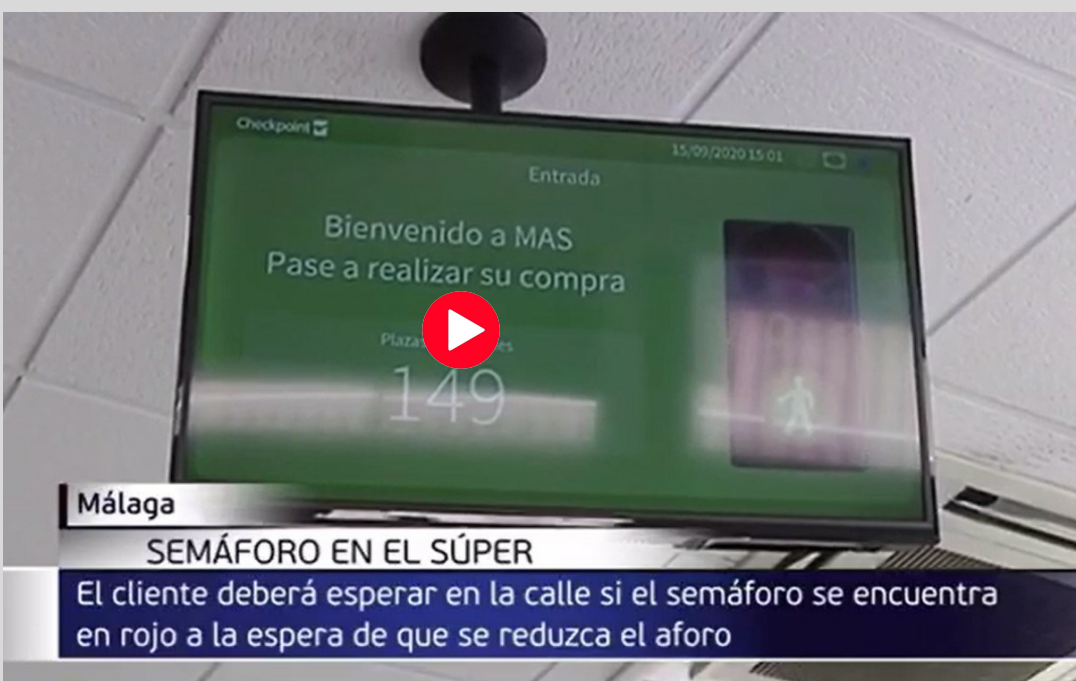 Checkpoint
15/09/2020 15:01
Entrada
Bienvenido a MAS
Pase a realizar su compra
149
Málaga
SEMÁFORO EN EL SÚPER
El cliente deberá esperar en la calle si el semáforo se encuentra
en rojo a la espera de que se reduzca el aforo